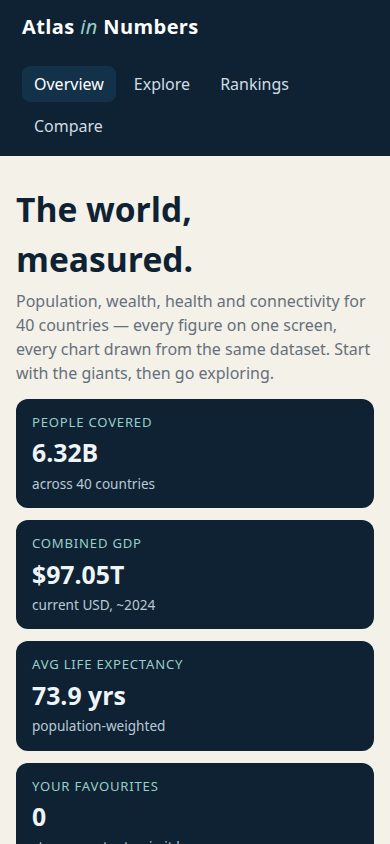 Atlas in Numbers
Overview Explore Rankings
Compare
The world,
measured.
Population, wealth, health and connectivity for
40 countries — every figure on one screen,
every chart drawn from the same dataset. Start
with the giants, then go exploring.
PEOPLE COVERED
6.32B
across 40 countries
COMBINED GDP
$97.05T
current USD, ~2024
AVG LIFE EXPECTANCY
73.9 yrs
population-weighted
YOUR FAVOURITES
0